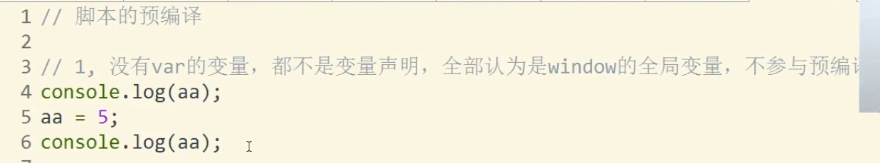 1 // 脚本的预编译
2
3 // 1, 没有var的变量，都不是变量声明，全部认为是window的全局变量，不参与预编
4 console.log(aa);
5 aa = 5;
6 console.log(aa);